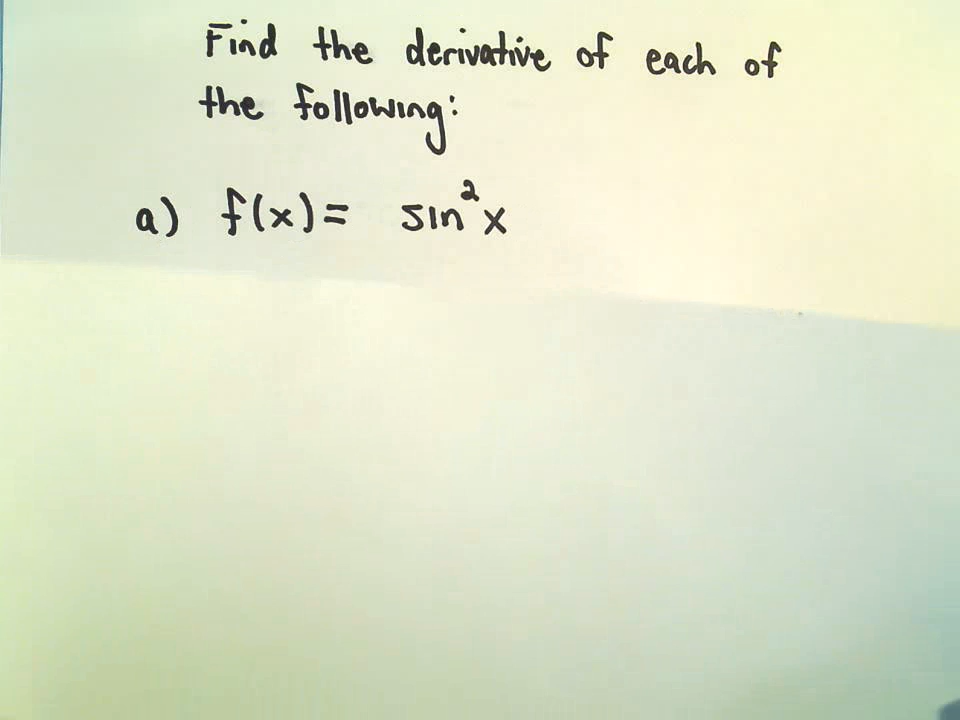 Find the derivative of each of
the following:
a) f(x) = sin²x